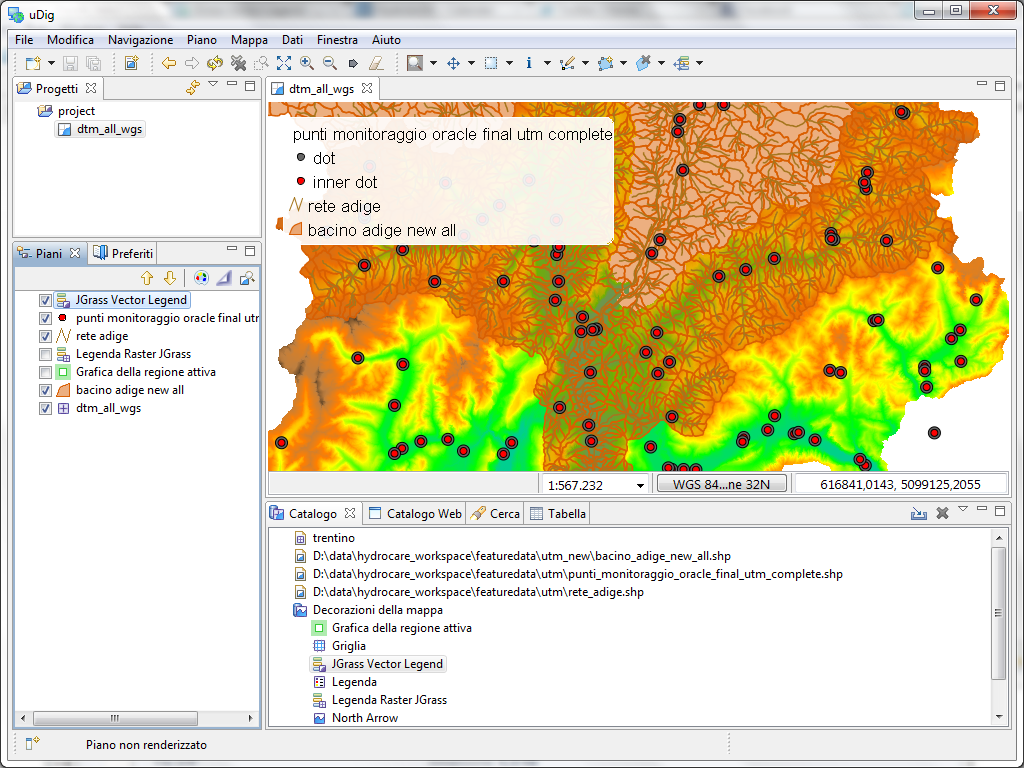 uDig
File Modifica Navigazione Piano Mappa Dati Finestra Aiuto
Progetti
project
dtm_all_wgs
dtm_all_wgs
punti monitoraggio oracle final utm complete
dot
inner dot
rete adige
bacino adige new all
Piani Preferiti
JGrass Vector Legend
punti monitoraggio oracle final utr
rete adige
Legenda Raster JGrass
Grafica della regione attiva
bacino adige new all
dtm_all_wgs
1:567.232 WGS 84...ne 32N 616841,0143, 5099125,2055
Catalogo Catalogo Web Cerca Tabella
trentino
D:\data\hydrocare_workspace\featuredata\utm_new\bacino_adige_new_all.shp
D:\data\hydrocare_workspace\featuredata\utm\punti_monitoraggio_oracle_final_utm_complete.shp
D:\data\hydrocare_workspace\featuredata\utm\rete_adige.shp
Decorazioni della mappa
Grafica della regione attiva
Griglia
JGrass Vector Legend
Legenda
Legenda Raster JGrass
North Arrow
Piano non renderizzato